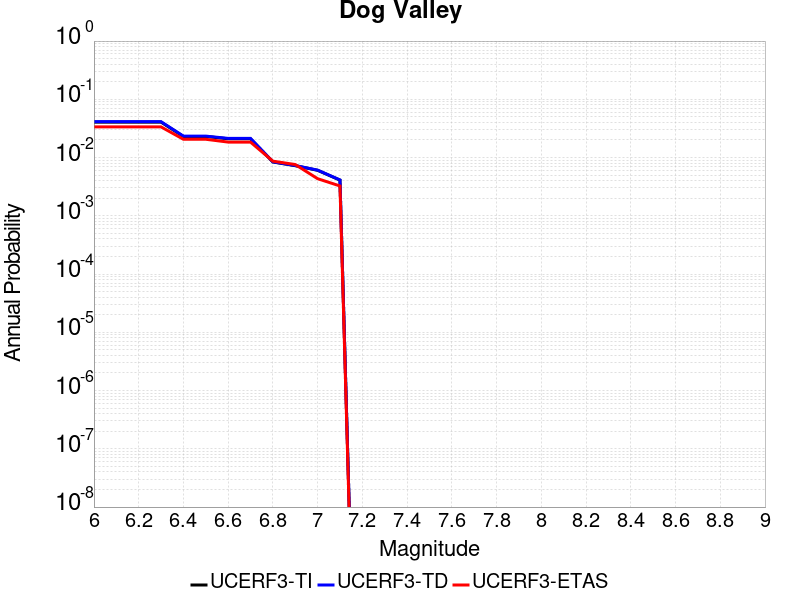 Dog Valley
Annual Probability
10^0
10^-1
10^-2
10^-3
10^-4
10^-5
10^-6
10^-7
10^-8
6 6.2 6.4 6.6 6.8 7 7.2 7.4 7.6 7.8 8 8.2 8.4 8.6 8.8 9
Magnitude
UCERF3-TI UCERF3-TD UCERF3-ETAS